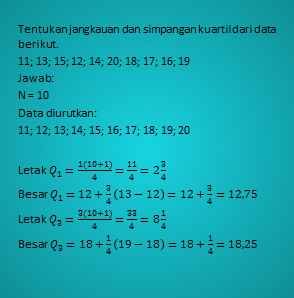 Tentukan jangkauan dan simpangan kuartil dari data
berikut.
11; 13; 15; 12; 14; 20; 18; 17; 16; 19
Jawab:
N = 10
Data diurutkan:
11; 12; 13; 14; 15; 16; 17; 18; 19; 20
Letak Q₁ = 1(10+1)/4 = 11/4 = 2 3/4
Besar Q₁ = 12 + 3/4 (13 − 12) = 12 + 3/4 = 12,75
Letak Q₃ = 3(10+1)/4 = 33/4 = 8 1/4
Besar Q₃ = 18 + 1/4 (19 − 18) = 18 + 1/4 = 18,25